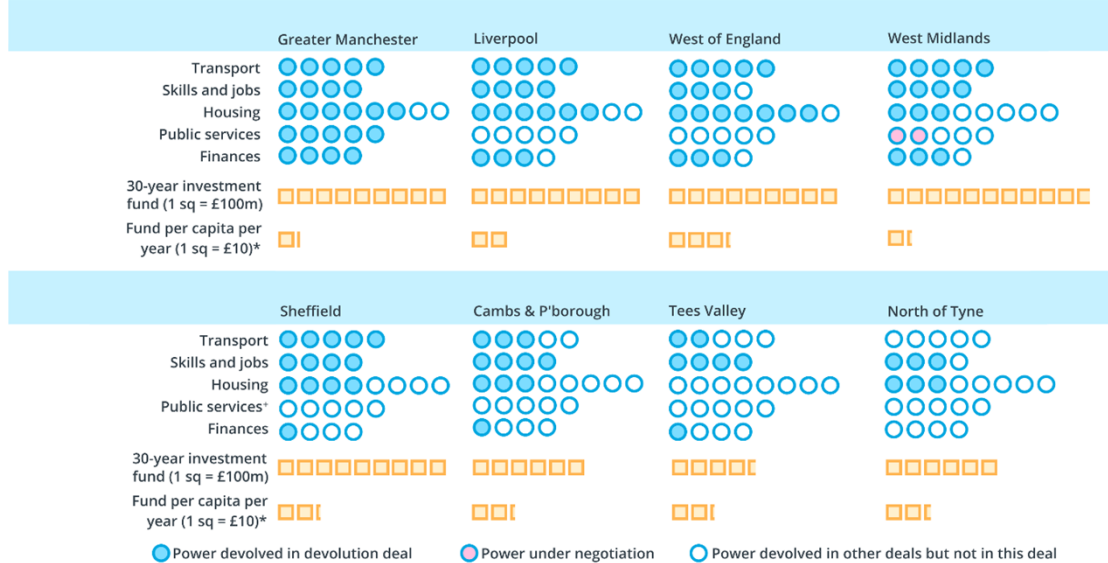 Greater Manchester Liverpool West of England West Midlands
Transport
Skills and jobs
Housing
Public services
Finances
30-year investment
fund (1 sq = £100m)
Fund per capita per
year (1 sq = £10)*
Sheffield Cambs & P'borough Tees Valley North of Tyne
Transport
Skills and jobs
Housing
Public services⁺
Finances
30-year investment
fund (1 sq = £100m)
Fund per capita per
year (1 sq = £10)*
Power devolved in devolution deal Power under negotiation Power devolved in other deals but not in this deal